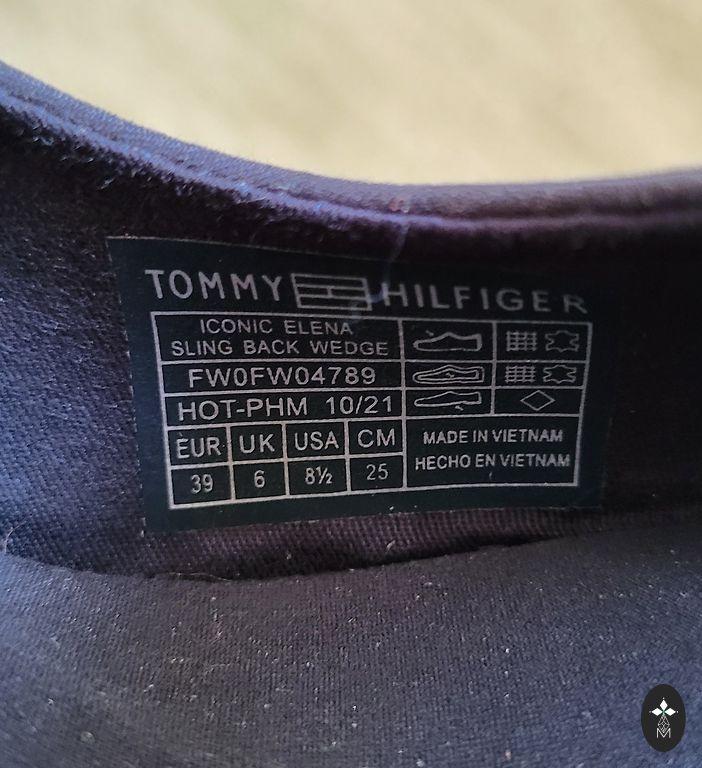 TOMMY HILFIGER
ICONIC ELENA
SLING BACK WEDGE
FW0FW04789
HOT-PHM 10/21
EUR UK USA CM
39 6 8½ 25
MADE IN VIETNAM
HECHO EN VIETNAM
M